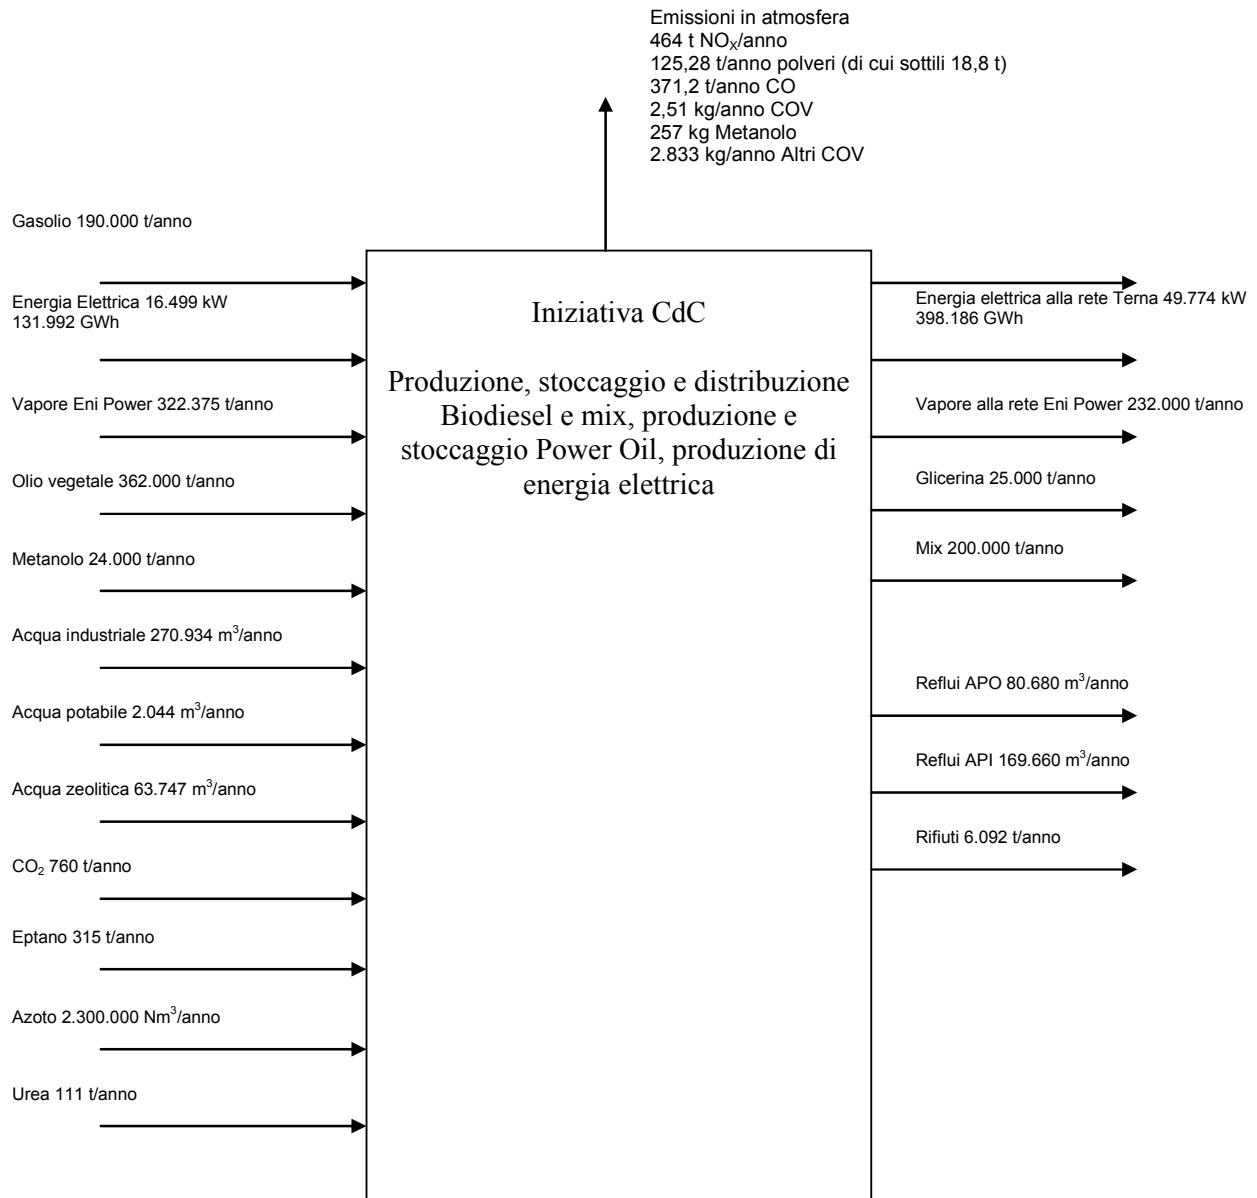 Emissioni in atmosfera
464 t NOₓ/anno
125,28 t/anno polveri (di cui sottili 18,8 t)
371,2 t/anno CO
2,51 kg/anno COV
257 kg Metanolo
2.833 kg/anno Altri COV
Gasolio 190.000 t/anno
Energia Elettrica 16.499 kW
131.992 GWh
Vapore Eni Power 322.375 t/anno
Olio vegetale 362.000 t/anno
Metanolo 24.000 t/anno
Acqua industriale 270.934 m³/anno
Acqua potabile 2.044 m³/anno
Acqua zeolitica 63.747 m³/anno
CO₂ 760 t/anno
Eptano 315 t/anno
Azoto 2.300.000 Nm³/anno
Urea 111 t/anno
Iniziativa CdC
Produzione, stoccaggio e distribuzione
Biodiesel e mix, produzione e
stoccaggio Power Oil, produzione di
energia elettrica
Energia elettrica alla rete Terna 49.774 kW
398.186 GWh
Vapore alla rete Eni Power 232.000 t/anno
Glicerina 25.000 t/anno
Mix 200.000 t/anno
Reflui APO 80.680 m³/anno
Reflui API 169.660 m³/anno
Rifiuti 6.092 t/anno